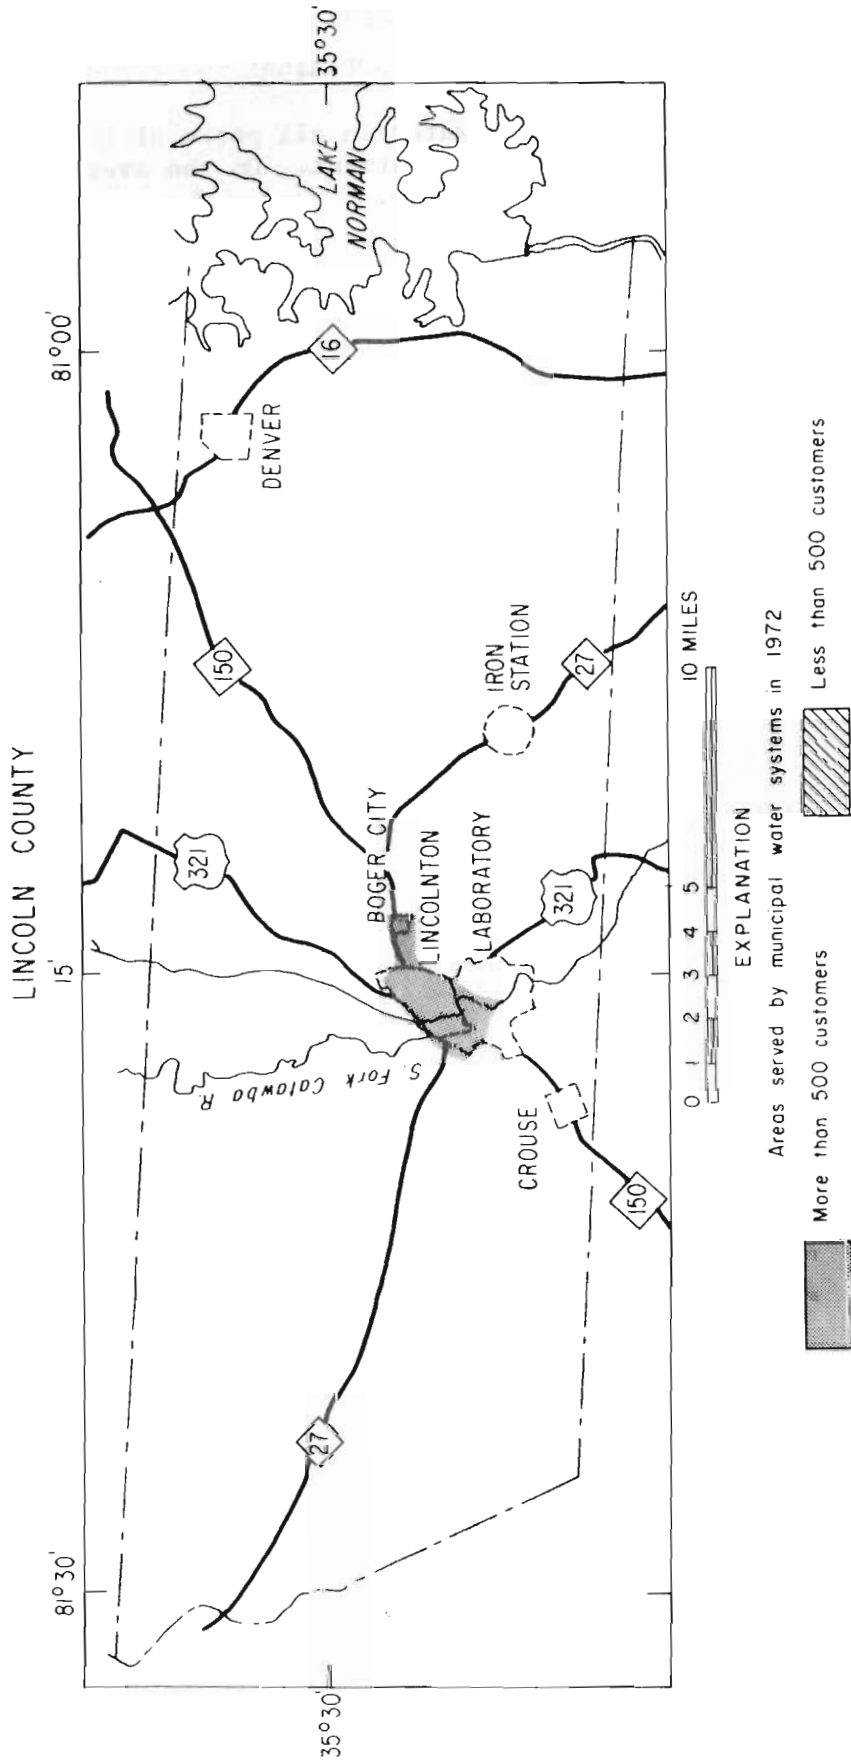 LINCOLN COUNTY
81°30'
15'
81°00'
35°30'
35°30'
27
321
150
16
DENVER
LAKE
NORMAN
S. Fork Catawba R.
BOGER CITY
LINCOLNTON
LABORATORY
IRON
STATION
27
321
CROUSE
150
0 1 2 3 4 5 10 MILES
EXPLANATION
Areas served by municipal water systems in 1972
More than 500 customers
Less than 500 customers